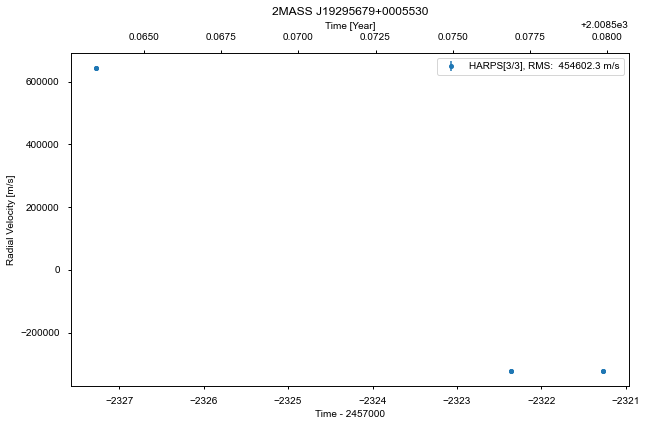 2MASS J19295679+0005530
Time [Year]
+2.0085e3
0.0650 0.0675 0.0700 0.0725 0.0750 0.0775 0.0800
HARPS[3/3], RMS: 454602.3 m/s
600000
400000
200000
0
−200000
Radial Velocity [m/s]
−2327 −2326 −2325 −2324 −2323 −2322 −2321
Time - 2457000